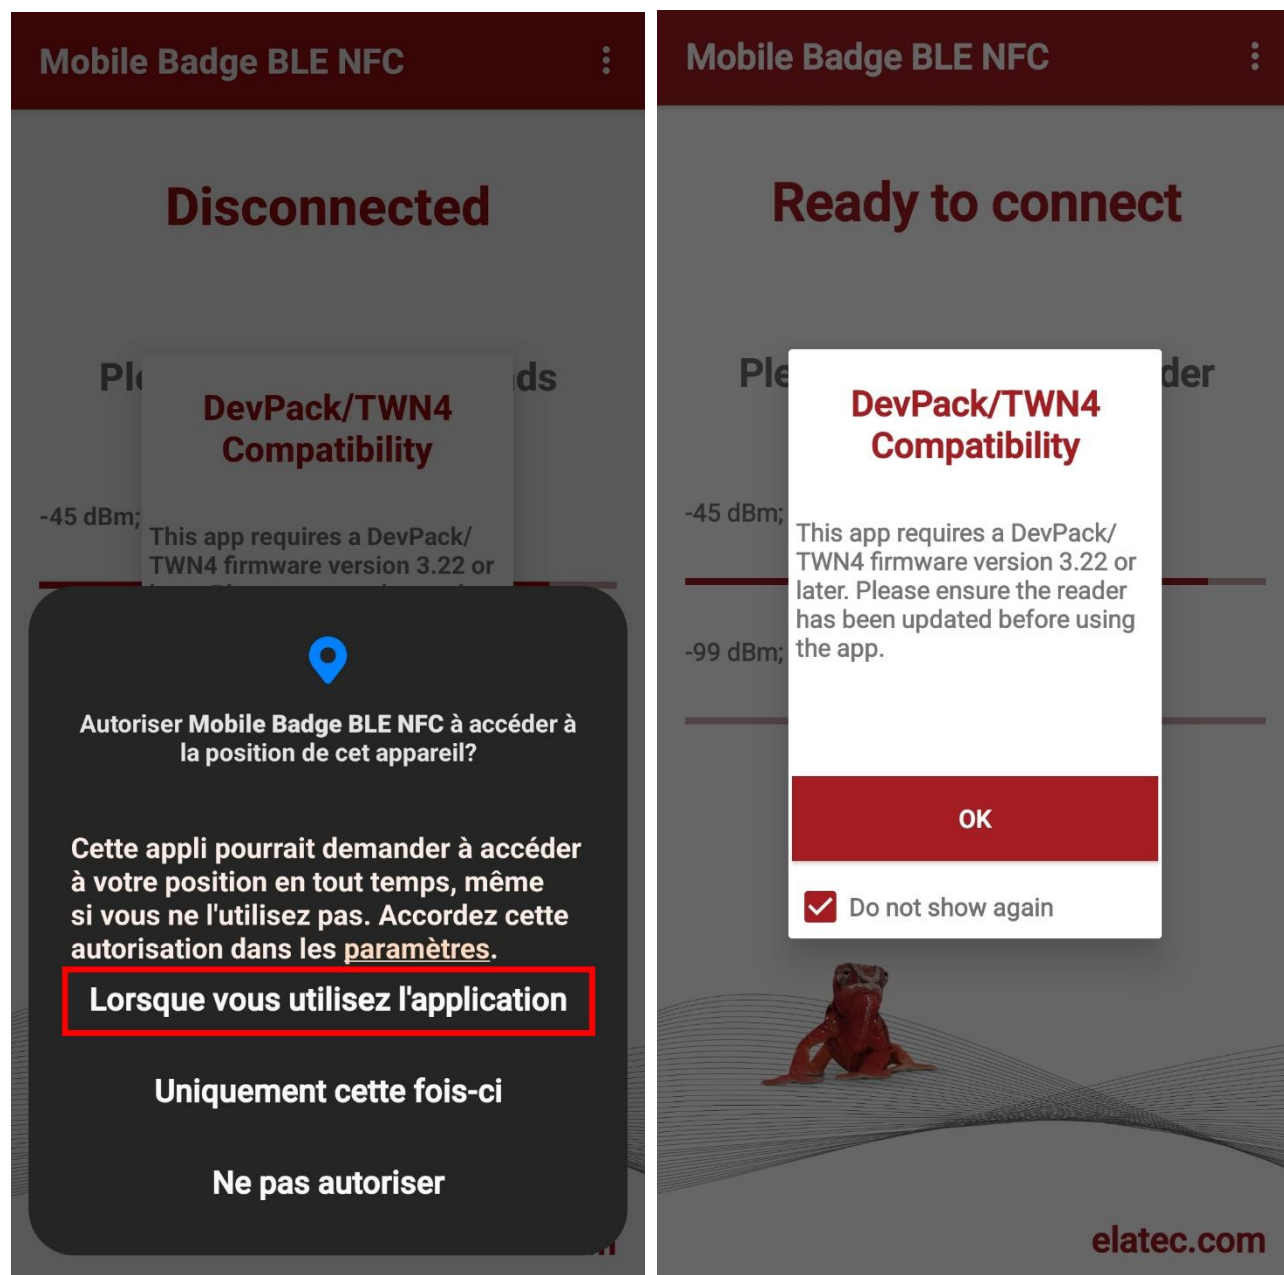 Mobile Badge BLE NFC
Disconnected
ds
DevPack/TWN4
Compatibility
-45 dBm;
This app requires a DevPack/
TWN4 firmware version 3.22 or
Autoriser Mobile Badge BLE NFC à accéder à
la position de cet appareil?
Cette appli pourrait demander à accéder
à votre position en tout temps, même
si vous ne l'utilisez pas. Accordez cette
autorisation dans les paramètres.
Lorsque vous utilisez l'application
Uniquement cette fois-ci
Ne pas autoriser
Mobile Badge BLE NFC
Ready to connect
Ple der
DevPack/TWN4
Compatibility
-45 dBm;
This app requires a DevPack/
TWN4 firmware version 3.22 or
later. Please ensure the reader
has been updated before using
the app.
-99 dBm;
OK
Do not show again
elatec.com